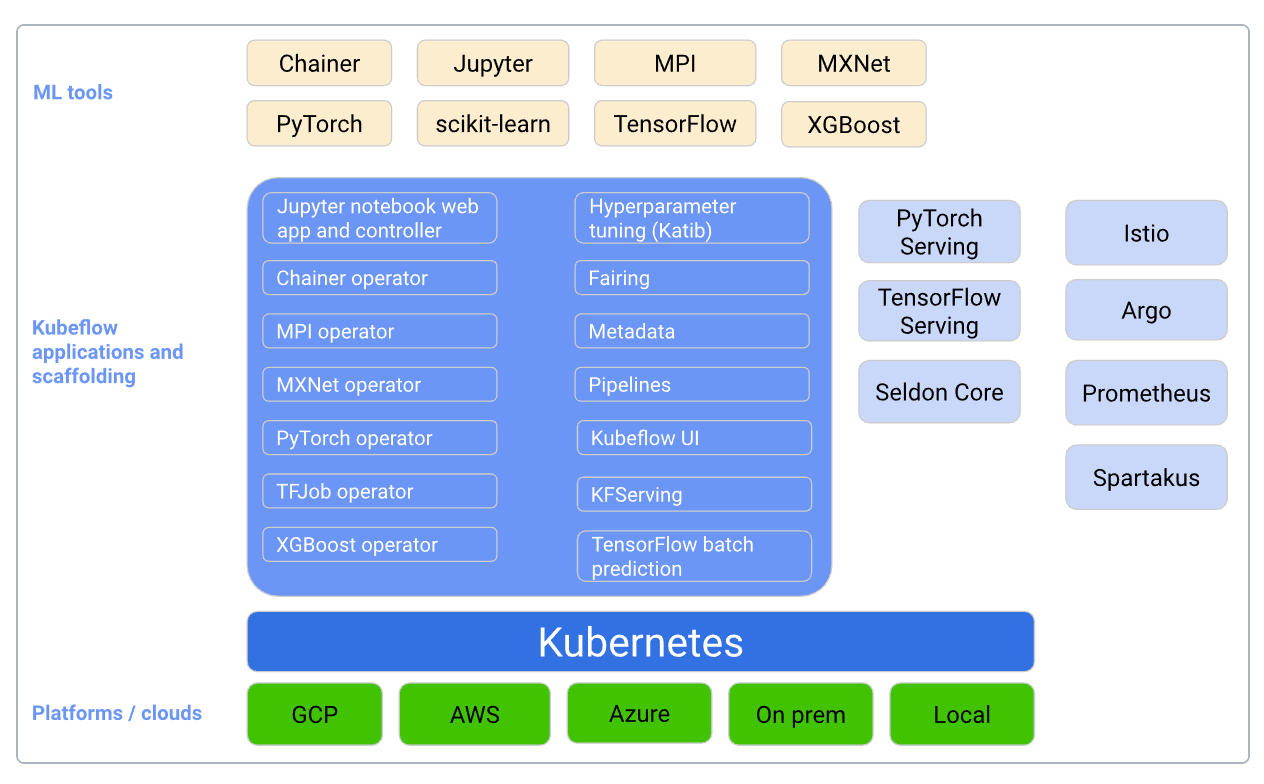 ML tools
Chainer
Jupyter
MPI
MXNet
PyTorch
scikit-learn
TensorFlow
XGBoost
Kubeflow
applications and
scaffolding
Jupyter notebook web
app and controller
Chainer operator
MPI operator
MXNet operator
PyTorch operator
TFJob operator
XGBoost operator
Hyperparameter
tuning (Katib)
Fairing
Metadata
Pipelines
Kubeflow UI
KFServing
TensorFlow batch
prediction
PyTorch
Serving
TensorFlow
Serving
Seldon Core
Istio
Argo
Prometheus
Spartakus
Kubernetes
Platforms / clouds
GCP
AWS
Azure
On prem
Local